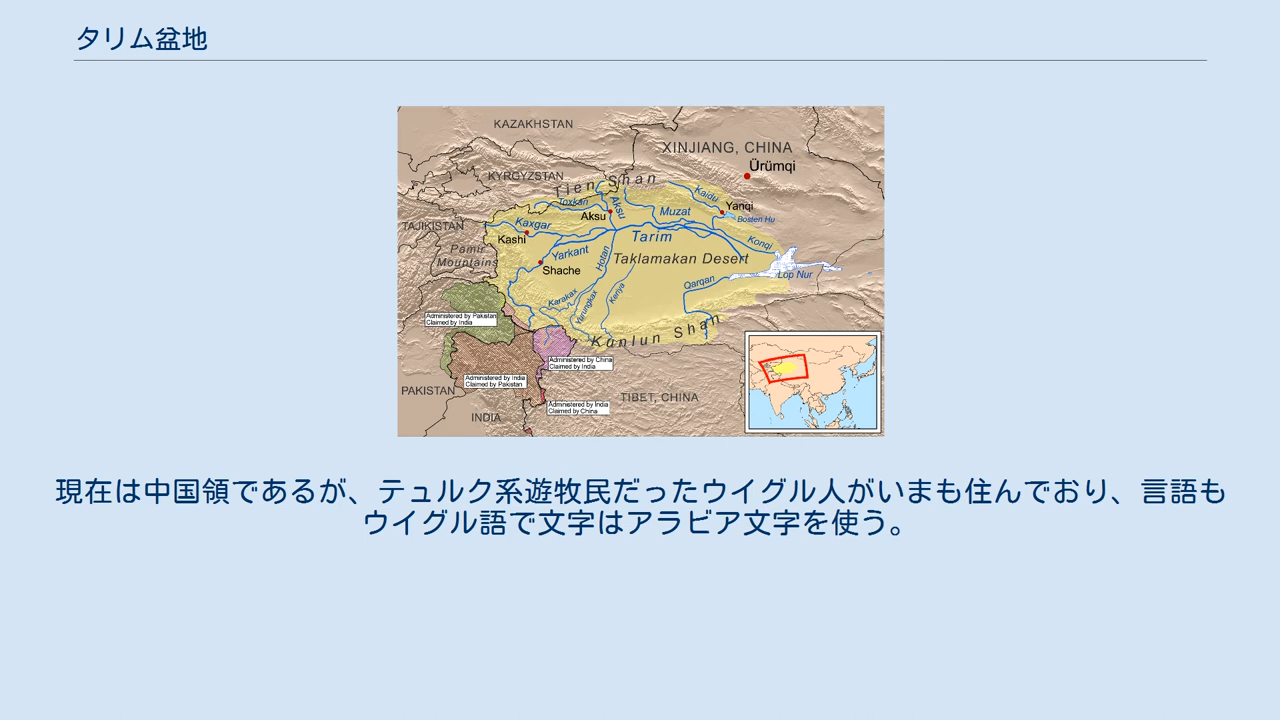 タリム盆地
KAZAKHSTAN
XINJIANG, CHINA
Ürümqi
KYRGYZSTAN
Tien Shan
Kaidu
Toxkan
Aksu
Aksu
Muzat
Yanqi
Bosten Hu
TAJIKISTAN
Kaxgar
Kashi
Tarim
Konqi
Pamir
Mountains
Yarkant
Hotan
Taklamakan Desert
Shache
Lop Nur
Qarqan
Karakax
Yurungkax
Keriya
Administered by Pakistan
Claimed by India
Kunlun Shan
Administered by China
Claimed by India
Administered by India
Claimed by Pakistan
PAKISTAN
TIBET, CHINA
Administered by India
Claimed by China
INDIA
現在は中国領であるが、テュルク系遊牧民だったウイグル人がいまも住んでおり、言語も
ウイグル語で文字はアラビア文字を使う。